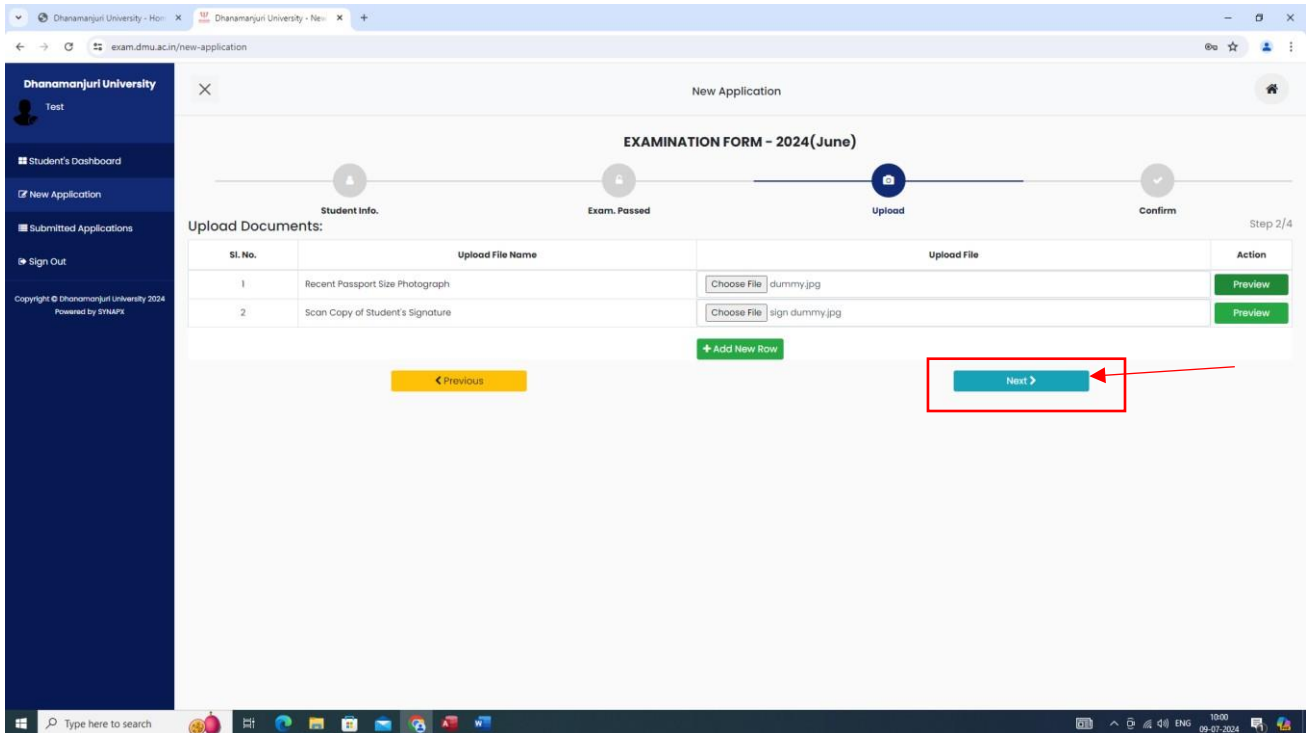 Dhanamanjuri University - Hom
Dhanamanjuri University - New
exam.dmu.ac.in/new-application
Dhanamanjuri University
Test
Student's Dashboard
New Application
Submitted Applications
Sign Out
Copyright © Dhanamanjuri University 2024
Powered by SYNAPX
New Application
EXAMINATION FORM - 2024(June)
Student Info. Exam. Passed Upload Confirm
Upload Documents: Step 2/4
Sl. No. Upload File Name Upload File Action
1 Recent Passport Size Photograph Choose File dummy.jpg Preview
2 Scan Copy of Student's Signature Choose File sign dummy.jpg Preview
+ Add New Row
Previous Next
Type here to search
ENG
10:00
09-07-2024